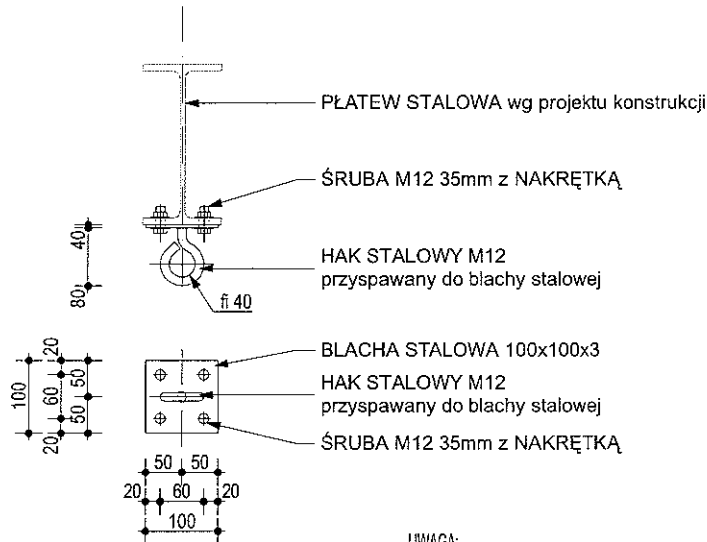 PŁATEW STALOWA wg projektu konstrukcji
ŚRUBA M12 35mm z NAKRĘTKĄ
40
80
HAK STALOWY M12
przyspawany do blachy stalowej
fi 40
BLACHA STALOWA 100x100x3
HAK STALOWY M12
przyspawany do blachy stalowej
ŚRUBA M12 35mm z NAKRĘTKĄ
100
20
60
20
50
50
50 50
20 60 20
100
UWAGA: